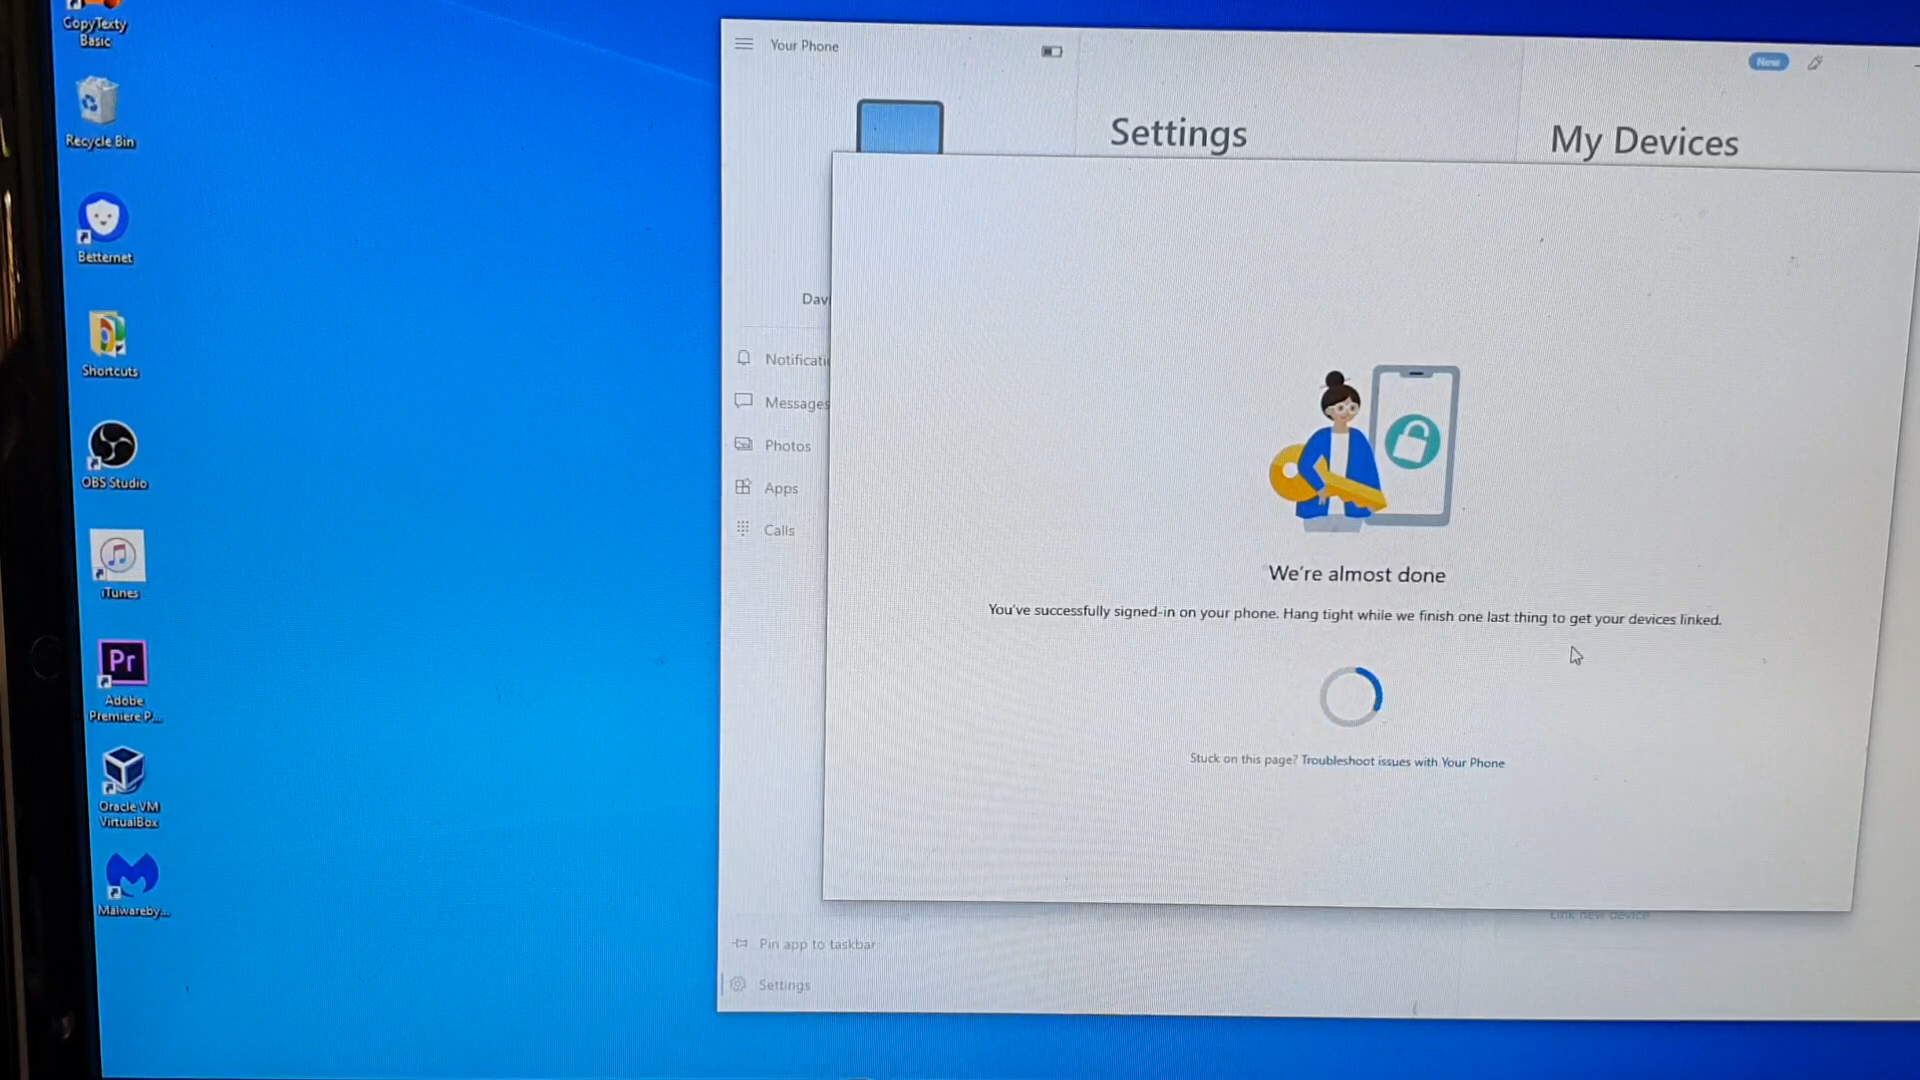 CopyTexty
Basic
Recycle Bin
Betternet
Shortcuts
OBS Studio
iTunes
Pr
Adobe
Premiere P...
Oracle VM
VirtualBox
Malwareby...
Your Phone
New
Settings
My Devices
Dav
Notificati
Messages
Photos
Apps
Calls
We're almost done
You've successfully signed-in on your phone. Hang tight while we finish one last thing to get your devices linked.
Stuck on this page? Troubleshoot issues with Your Phone
Link new device
Pin app to taskbar
Settings